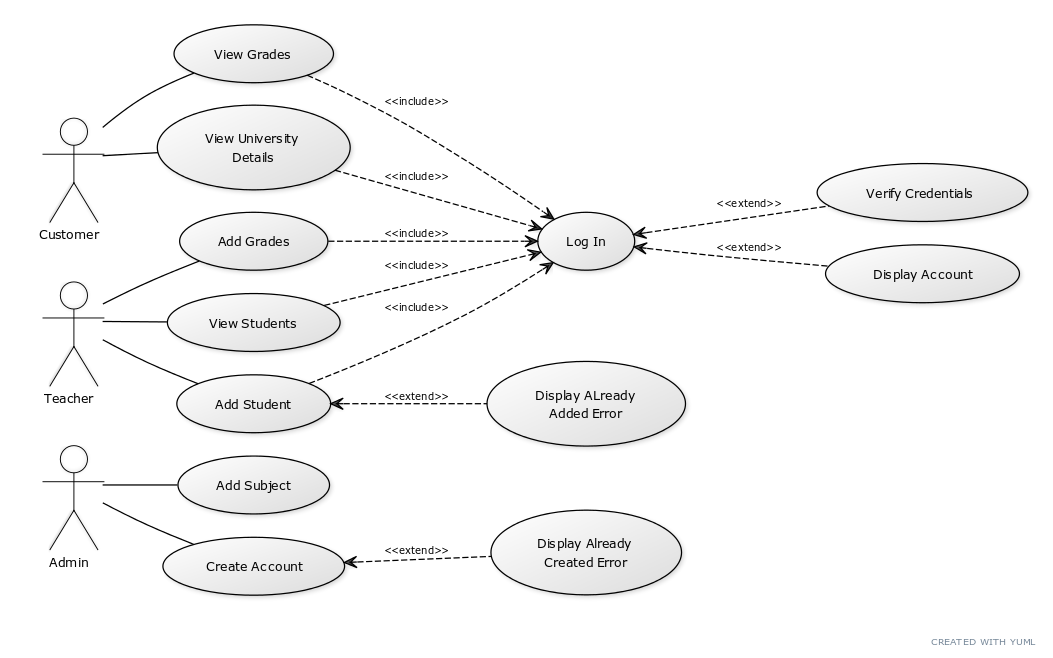 View Grades
<<include>>
View University
Details
<<include>>
Customer
Verify Credentials
<<extend>>
Add Grades
<<include>>
Log In
<<extend>>
Display Account
<<include>>
View Students
<<include>>
Teacher
Add Student
<<extend>>
Display ALready
Added Error
Add Subject
Admin
Create Account
<<extend>>
Display Already
Created Error
CREATED WITH YUML